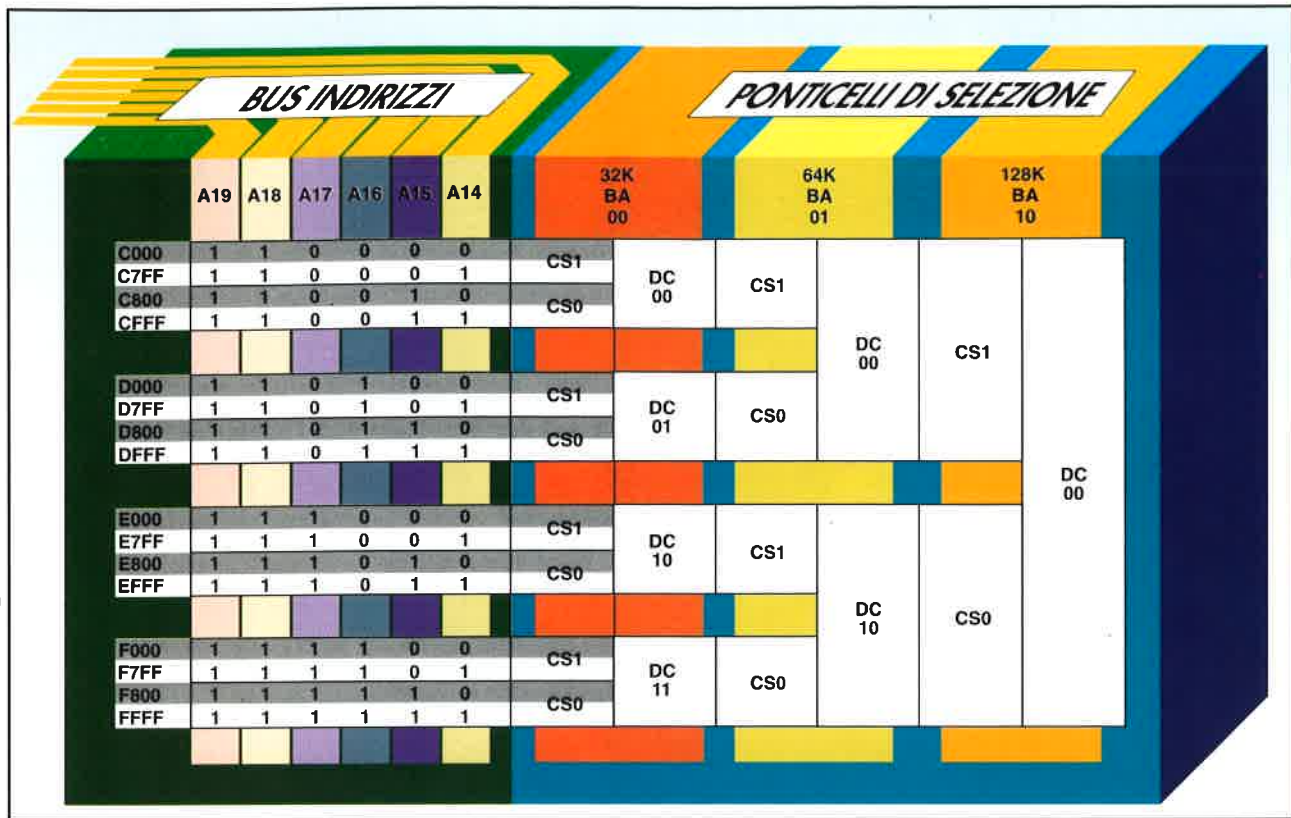 BUS INDIRIZZI
PONTICELLI DI SELEZIONE
A19 A18 A17 A16 A15 A14
32K
BA
00
64K
BA
01
128K
BA
10
C000 1 1 0 0 0 0
C7FF 1 1 0 0 0 1
C800 1 1 0 0 1 0
CFFF 1 1 0 0 1 1
CS1
CS0
DC
00
CS1
D000 1 1 0 1 0 0
D7FF 1 1 0 1 0 1
D800 1 1 0 1 1 0
DFFF 1 1 0 1 1 1
CS1
CS0
DC
01
CS0
DC
00
CS1
E000 1 1 1 0 0 0
E7FF 1 1 1 0 0 1
E800 1 1 1 0 1 0
EFFF 1 1 1 0 1 1
CS1
CS0
DC
10
CS1
F000 1 1 1 1 0 0
F7FF 1 1 1 1 0 1
F800 1 1 1 1 1 0
FFFF 1 1 1 1 1 1
CS1
CS0
DC
11
CS0
DC
10
CS0
DC
00